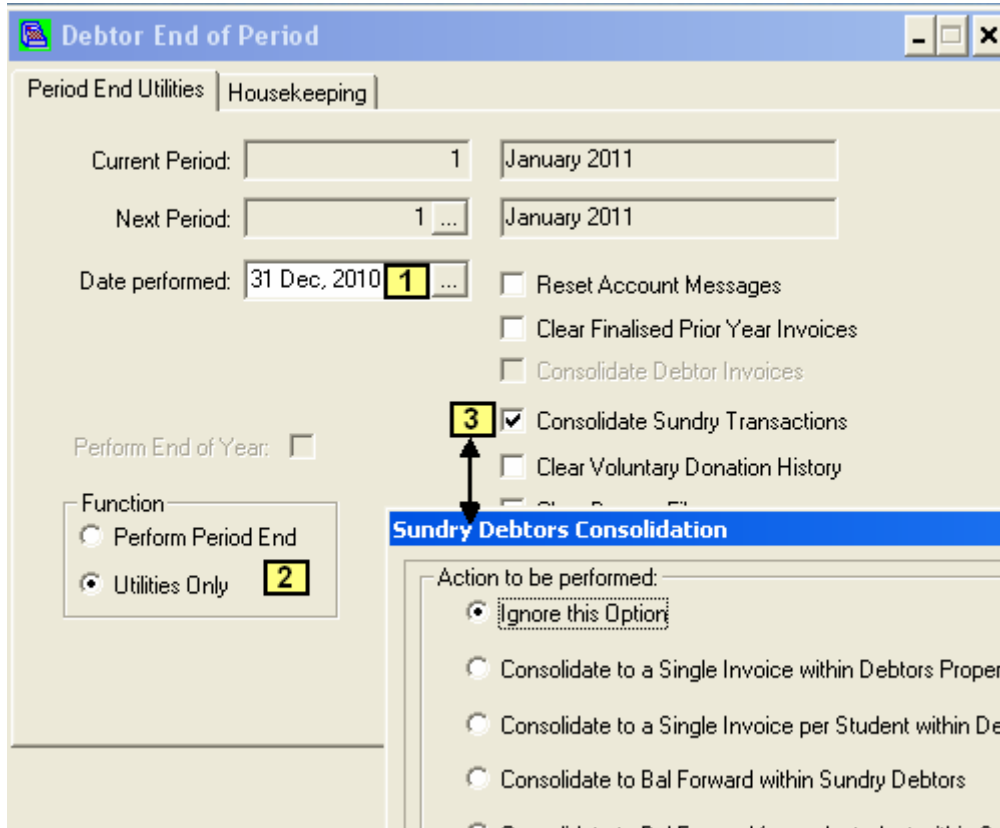 Debtor End of Period
Period End Utilities Housekeeping
Current Period: 1 January 2011
Next Period: 1 ... January 2011
Date performed: 31 Dec, 2010 1 ...
Reset Account Messages
Clear Finalised Prior Year Invoices
Consolidate Debtor Invoices
3 Consolidate Sundry Transactions
Perform End of Year:
Clear Voluntary Donation History
Function
Perform Period End
Utilities Only 2
Sundry Debtors Consolidation
Action to be performed:
Ignore this Option
Consolidate to a Single Invoice within Debtors Proper
Consolidate to a Single Invoice per Student within De
Consolidate to Bal Forward within Sundry Debtors